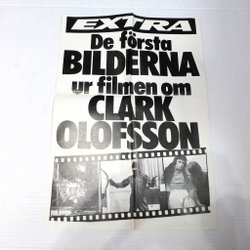 EXTRA
De första
BILDERNA
ur filmen om
CLARK
OLOFSSON